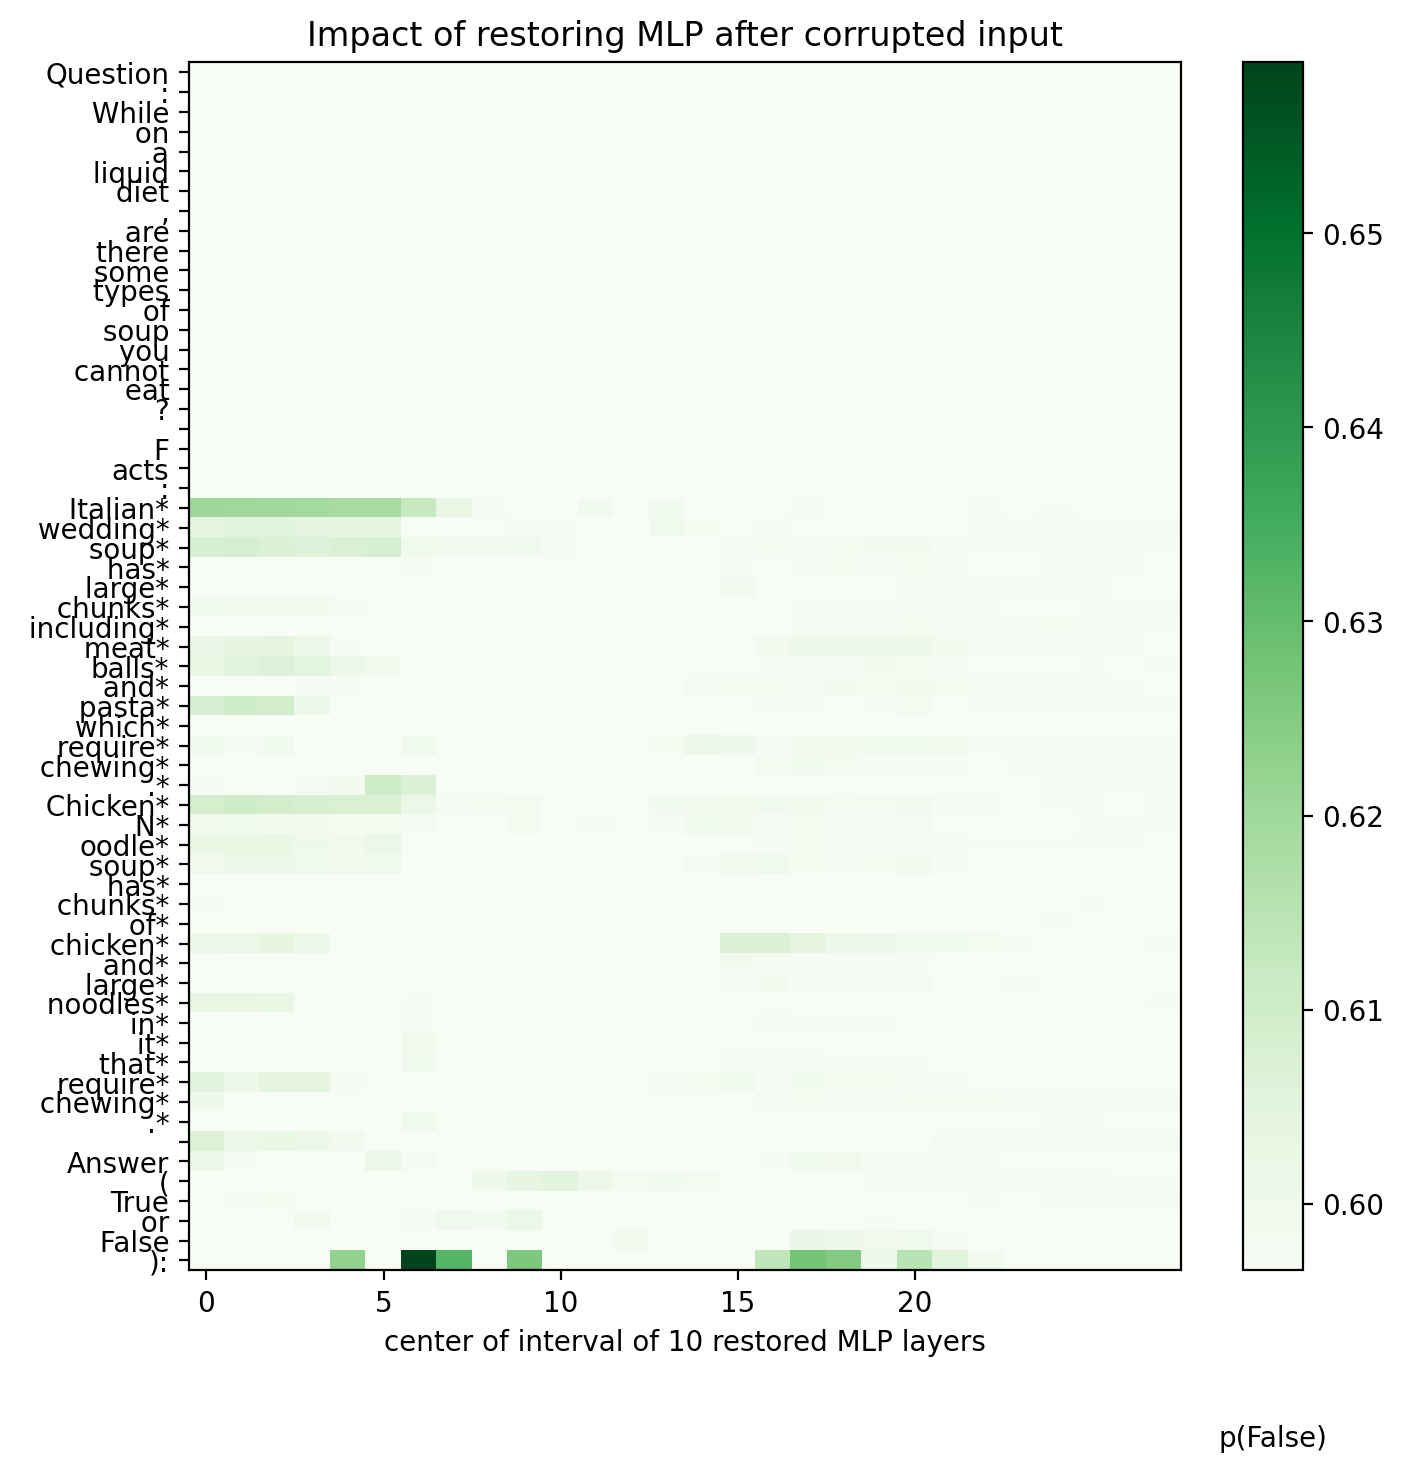 Impact of restoring MLP after corrupted input
Question
:
While
on
a
liquid
diet
,
are
there
some
types
of
soup
you
cannot
eat
?
F
acts
:
Italian*
wedding*
soup*
has*
large*
chunks*
including*
meat*
balls*
and*
pasta*
which*
require*
chewing*
.*
Chicken*
N*
oodle*
soup*
has*
chunks*
of*
chicken*
and*
large*
noodles*
in*
it*
that*
require*
chewing*
.*
Answer
(
True
or
False
):
0 5 10 15 20
center of interval of 10 restored MLP layers
0.65
0.64
0.63
0.62
0.61
0.60
p(False)